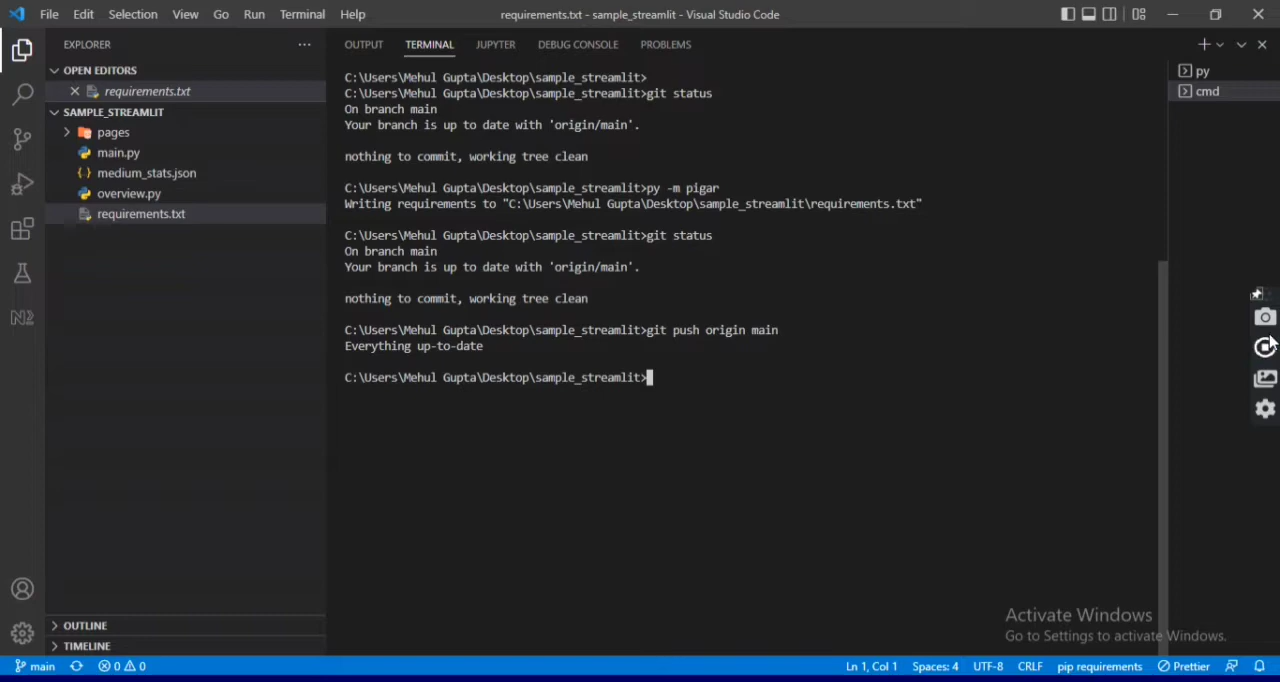 File Edit Selection View Go Run Terminal Help
requirements.txt - sample_streamlit - Visual Studio Code
EXPLORER
OPEN EDITORS
requirements.txt
SAMPLE_STREAMLIT
pages
main.py
medium_stats.json
overview.py
requirements.txt
OUTLINE
TIMELINE
OUTPUT TERMINAL JUPYTER DEBUG CONSOLE PROBLEMS
C:\Users\Mehul Gupta\Desktop\sample_streamlit>
C:\Users\Mehul Gupta\Desktop\sample_streamlit>git status
On branch main
Your branch is up to date with 'origin/main'.
nothing to commit, working tree clean
C:\Users\Mehul Gupta\Desktop\sample_streamlit>py -m pigar
Writing requirements to "C:\Users\Mehul Gupta\Desktop\sample_streamlit\requirements.txt"
C:\Users\Mehul Gupta\Desktop\sample_streamlit>git status
On branch main
Your branch is up to date with 'origin/main'.
nothing to commit, working tree clean
C:\Users\Mehul Gupta\Desktop\sample_streamlit>git push origin main
Everything up-to-date
C:\Users\Mehul Gupta\Desktop\sample_streamlit>
py
cmd
Activate Windows
Go to Settings to activate Windows.
main 0 0 Ln 1, Col 1 Spaces: 4 UTF-8 CRLF pip requirements Prettier